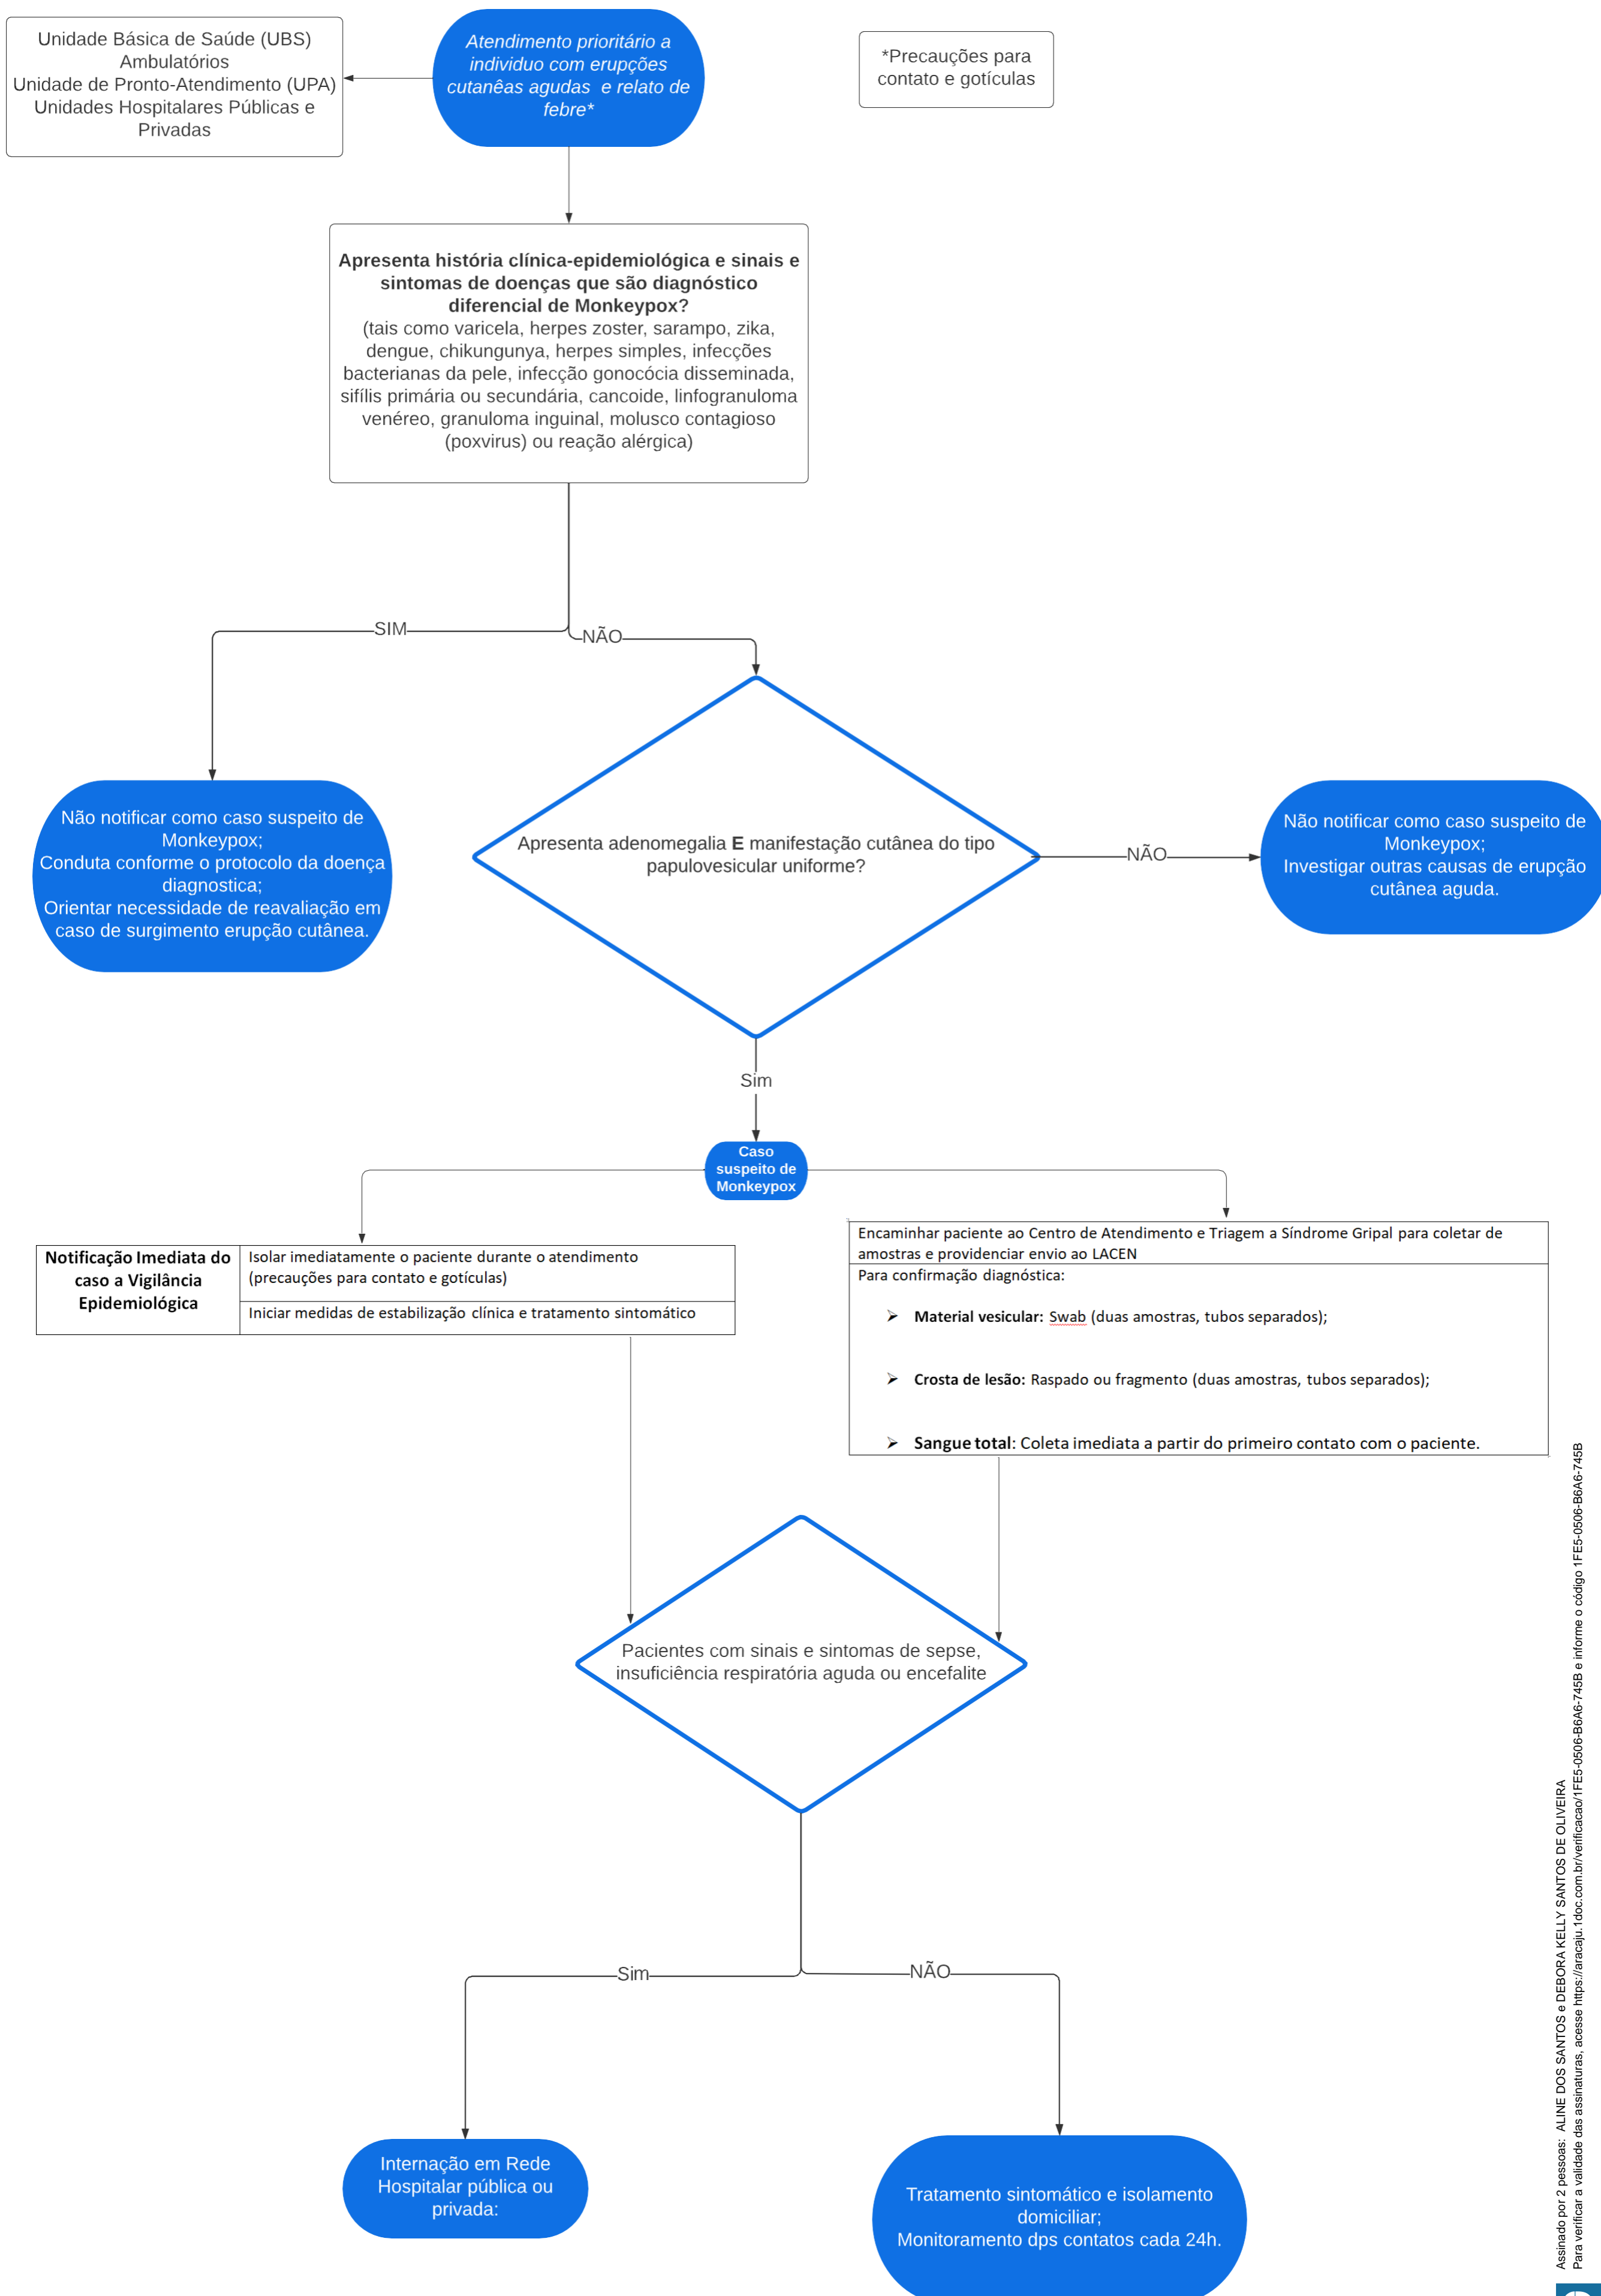 Unidade Básica de Saúde (UBS)
Ambulatórios
Unidade de Pronto-Atendimento (UPA)
Unidades Hospitalares Públicas e
Privadas
Atendimento prioritário a
individuo com erupções
cutanêas agudas  e relato de
febre*
*Precauções para
contato e gotículas
Apresenta história clínica-epidemiológica e sinais e
sintomas de doenças que são diagnóstico
diferencial de Monkeypox?
(tais como varicela, herpes zoster, sarampo, zika,
dengue, chikungunya, herpes simples, infecções
bacterianas da pele, infecção gonocócia disseminada,
sifílis primária ou secundária, cancoide, linfogranuloma
venéreo, granuloma inguinal, molusco contagioso
(poxvirus) ou reação alérgica)
SIM
NÃO
Não notificar como caso suspeito de
Monkeypox;
Conduta conforme o protocolo da doença
diagnostica;
Orientar necessidade de reavaliação em
caso de surgimento erupção cutânea.
Apresenta adenomegalia E manifestação cutânea do tipo
papulovesicular uniforme?
NÃO
Não notificar como caso suspeito de
Monkeypox;
Investigar outras causas de erupção
cutânea aguda.
Sim
Caso
suspeito de
Monkeypox
Notificação Imediata do
caso a Vigilância
Epidemiológica
Isolar imediatamente o paciente durante o atendimento
(precauções para contato e gotículas)
Iniciar medidas de estabilização clínica e tratamento sintomático
Encaminhar paciente ao Centro de Atendimento e Triagem a Síndrome Gripal para coletar de
amostras e providenciar envio ao LACEN
Para confirmação diagnóstica:
➢ Material vesicular: Swab (duas amostras, tubos separados);
➢ Crosta de lesão: Raspado ou fragmento (duas amostras, tubos separados);
➢ Sangue total: Coleta imediata a partir do primeiro contato com o paciente.
Pacientes com sinais e sintomas de sepse,
insuficiência respiratória aguda ou encefalite
Sim
NÃO
Internação em Rede
Hospitalar pública ou
privada:
Tratamento sintomático e isolamento
domiciliar;
Monitoramento dps contatos cada 24h.
Assinado por 2 pessoas:  ALINE DOS SANTOS e DEBORA KELLY SANTOS DE OLIVEIRA
Para verificar a validade das assinaturas, acesse https://aracaju.1doc.com.br/verificacao/1FE5-0506-B6A6-745B e informe o código 1FE5-0506-B6A6-745B